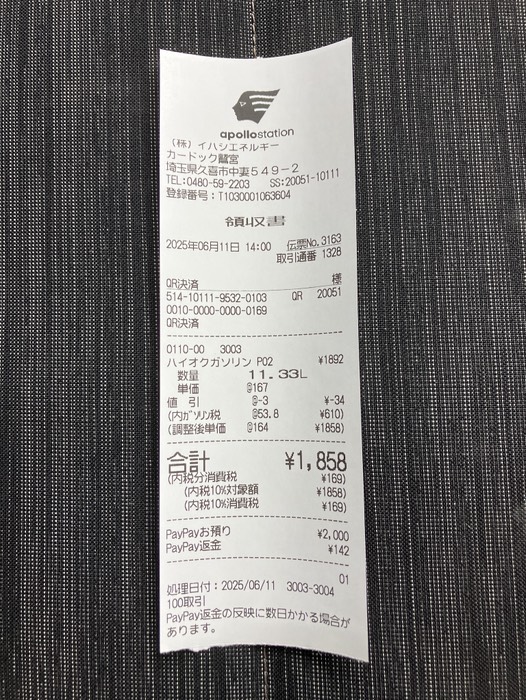 apollostation
(株)イハシエネルギー
カードック鷲宮
埼玉県久喜市中妻549-2
TEL:0480-59-2203 SS:20051-10111
登録番号:T1030001063604
領収書
2025年06月11日 14:00 伝票No.3163
取引通番 1328
QR決済 様
514-10111-9532-0103 QR 20051
0010-0000-0000-0169
QR決済
0110-00 3003
ハイオクガソリン P02 ¥1892
数量 11.33L
単価 @167
値引 @-3 ¥-34
(内ガソリン税 @53.8 ¥610)
(調整後単価 @164 ¥1858)
合計 ¥1,858
(内税分消費税 ¥169)
(内税10%対象額 ¥1858)
(内税10%消費税 ¥169)
PayPayお預り ¥2,000
PayPay返金 ¥142
01
処理日付:2025/06/11 3003-3004
100取引
PayPay返金の反映に数日かかる場合が
あります。